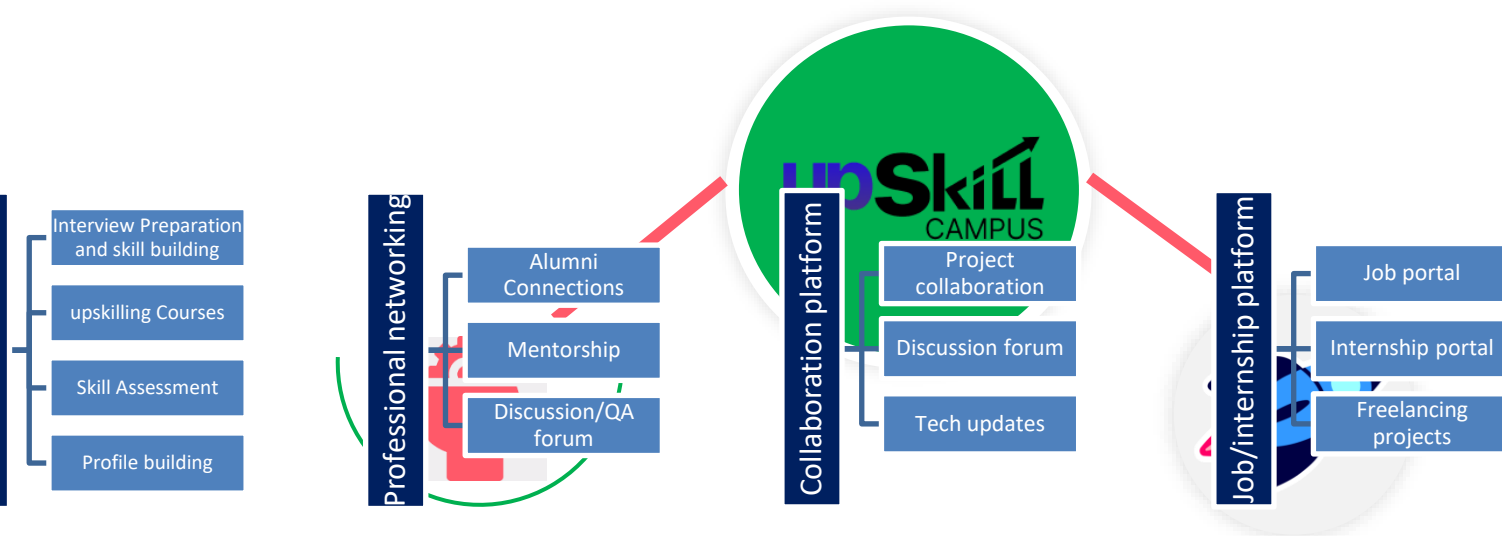 upSkill
CAMPUS
Interview Preparation
and skill building
upskilling Courses
Skill Assessment
Profile building
Professional networking
Alumni
Connections
Mentorship
Discussion/QA
forum
Collaboration platform
Project
collaboration
Discussion forum
Tech updates
Job/internship platform
Job portal
Internship portal
Freelancing
projects